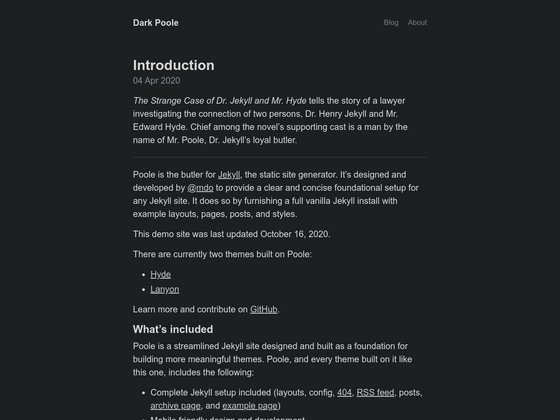 Dark Poole
Blog About
Introduction
04 Apr 2020
The Strange Case of Dr. Jekyll and Mr. Hyde tells the story of a lawyer
investigating the connection of two persons, Dr. Henry Jekyll and Mr.
Edward Hyde. Chief among the novel's supporting cast is a man by the
name of Mr. Poole, Dr. Jekyll's loyal butler.
Poole is the butler for Jekyll, the static site generator. It's designed and
developed by @mdo to provide a clear and concise foundational setup for
any Jekyll site. It does so by furnishing a full vanilla Jekyll install with
example layouts, pages, posts, and styles.
This demo site was last updated October 16, 2020.
There are currently two themes built on Poole:
• Hyde
• Lanyon
Learn more and contribute on GitHub.
What's included
Poole is a streamlined Jekyll site designed and built as a foundation for
building more meaningful themes. Poole, and every theme built on it like
this one, includes the following:
• Complete Jekyll setup included (layouts, config, 404, RSS feed, posts,
archive page, and example page)
• Mobile friendly design and development